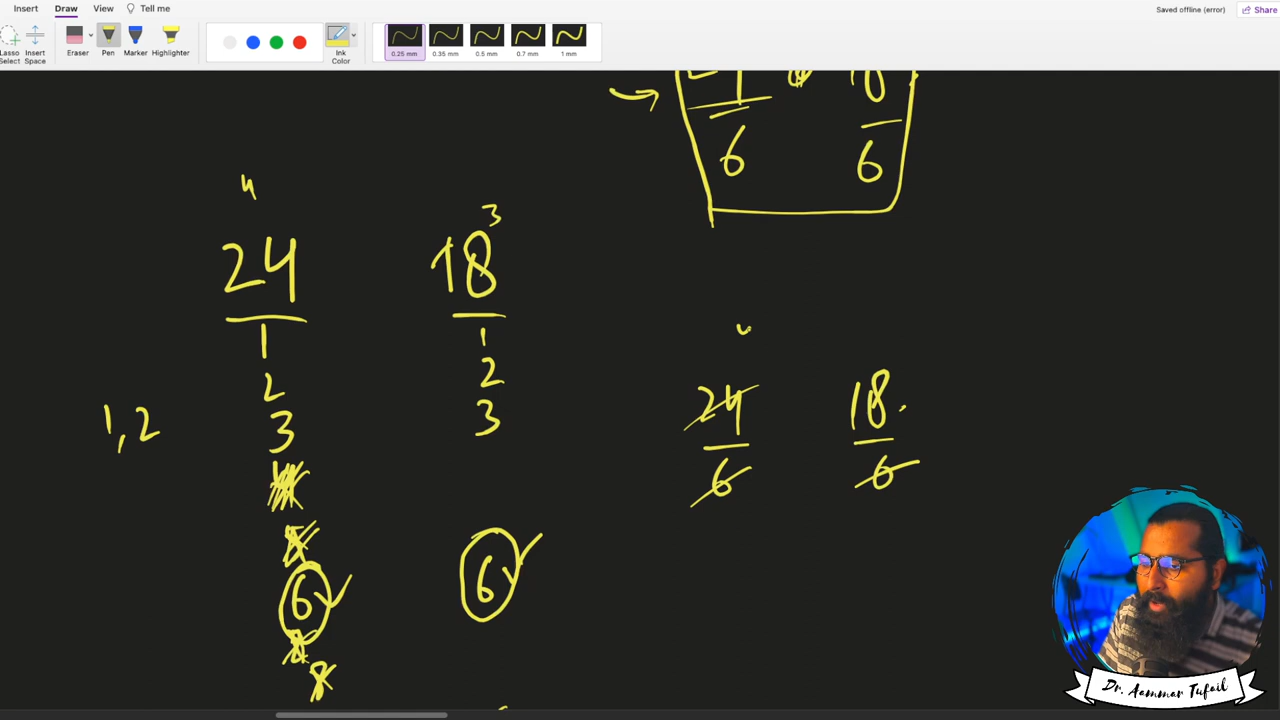 Insert Draw View Tell me
Saved offline (error) Share
Lasso Select
Insert Space
Eraser
Pen
Marker
Highlighter
Ink Color
0.25 mm
0.35 mm
0.5 mm
0.7 mm
1 mm
6 6
4 3
24 18
1 1
2 2
1,2 3 3
24 18
6 6
6 6
Dr. Aammar Tufail